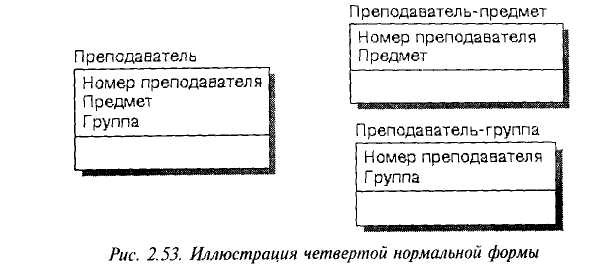 Преподаватель
Номер преподавателя
Предмет
Группа
Преподаватель-предмет
Номер преподавателя
Предмет
Преподаватель-группа
Номер преподавателя
Группа
Рис. 2.53. Иллюстрация четвертой нормальной формы